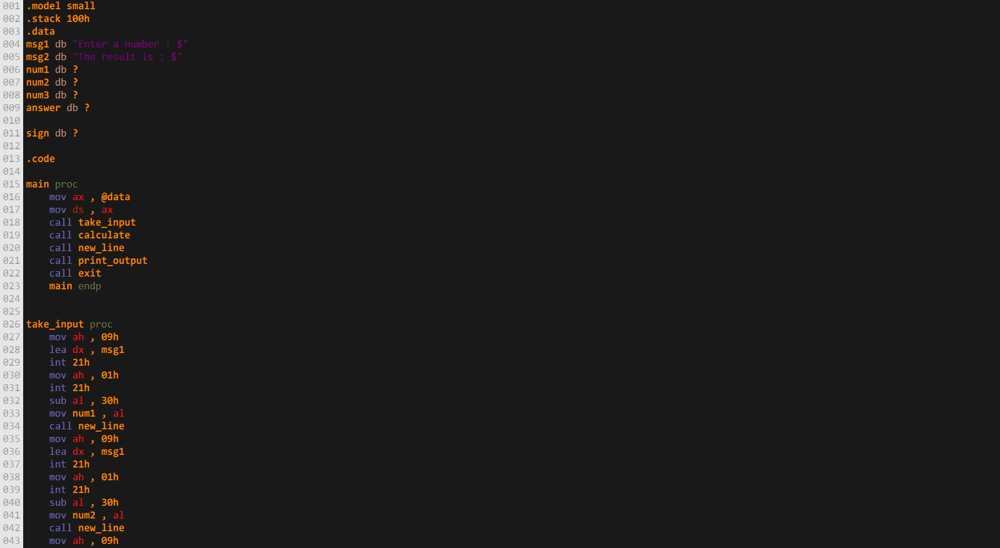 001 .model small
002 .stack 100h
003 .data
004 msg1 db "Enter a number : $"
005 msg2 db "The result is : $"
006 num1 db ?
007 num2 db ?
008 num3 db ?
009 answer db ?
010
011 sign db ?
012
013 .code
014
015 main proc
016     mov ax , @data
017     mov ds , ax
018     call take_input
019     call calculate
020     call new_line
021     call print_output
022     call exit
023     main endp
024
025
026 take_input proc
027     mov ah , 09h
028     lea dx , msg1
029     int 21h
030     mov ah , 01h
031     int 21h
032     sub al , 30h
033     mov num1 , al
034     call new_line
035     mov ah , 09h
036     lea dx , msg1
037     int 21h
038     mov ah , 01h
039     int 21h
040     sub al , 30h
041     mov num2 , al
042     call new_line
043     mov ah , 09h